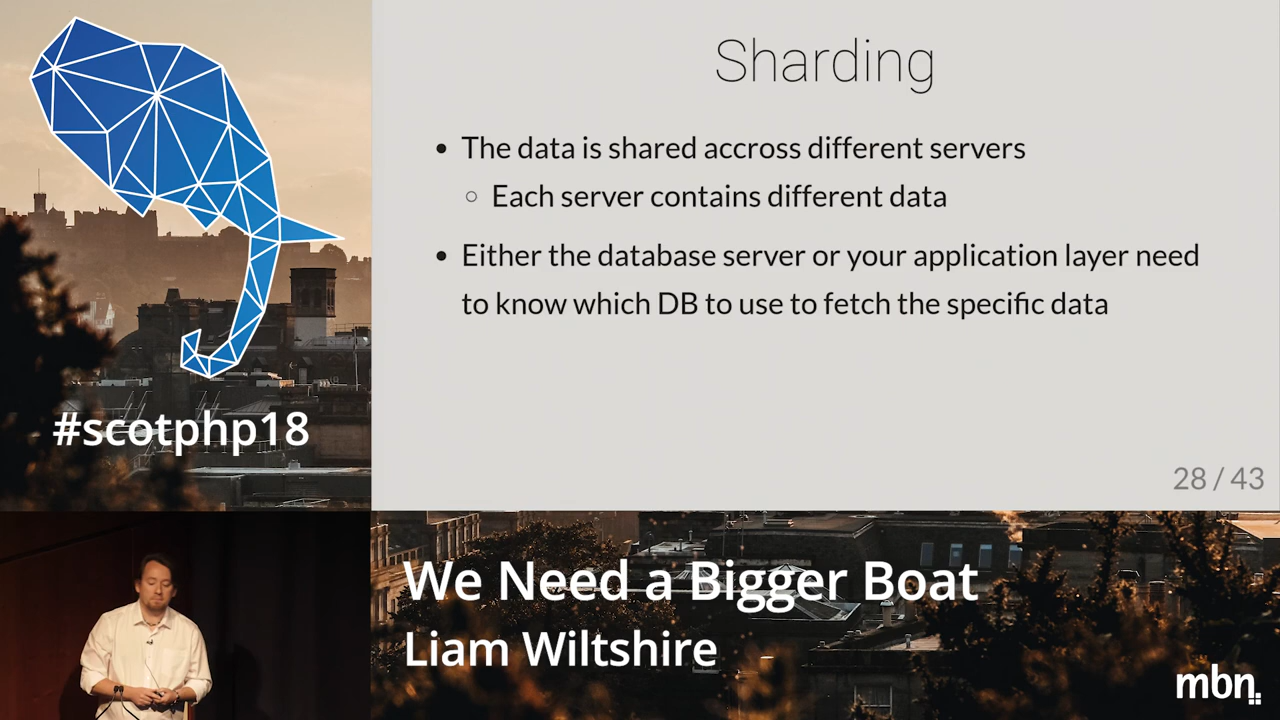 Sharding
• The data is shared accross different servers
○ Each server contains different data
• Either the database server or your application layer need
to know which DB to use to fetch the specific data
28 / 43
#scotphp18
We Need a Bigger Boat
Liam Wiltshire
mbn